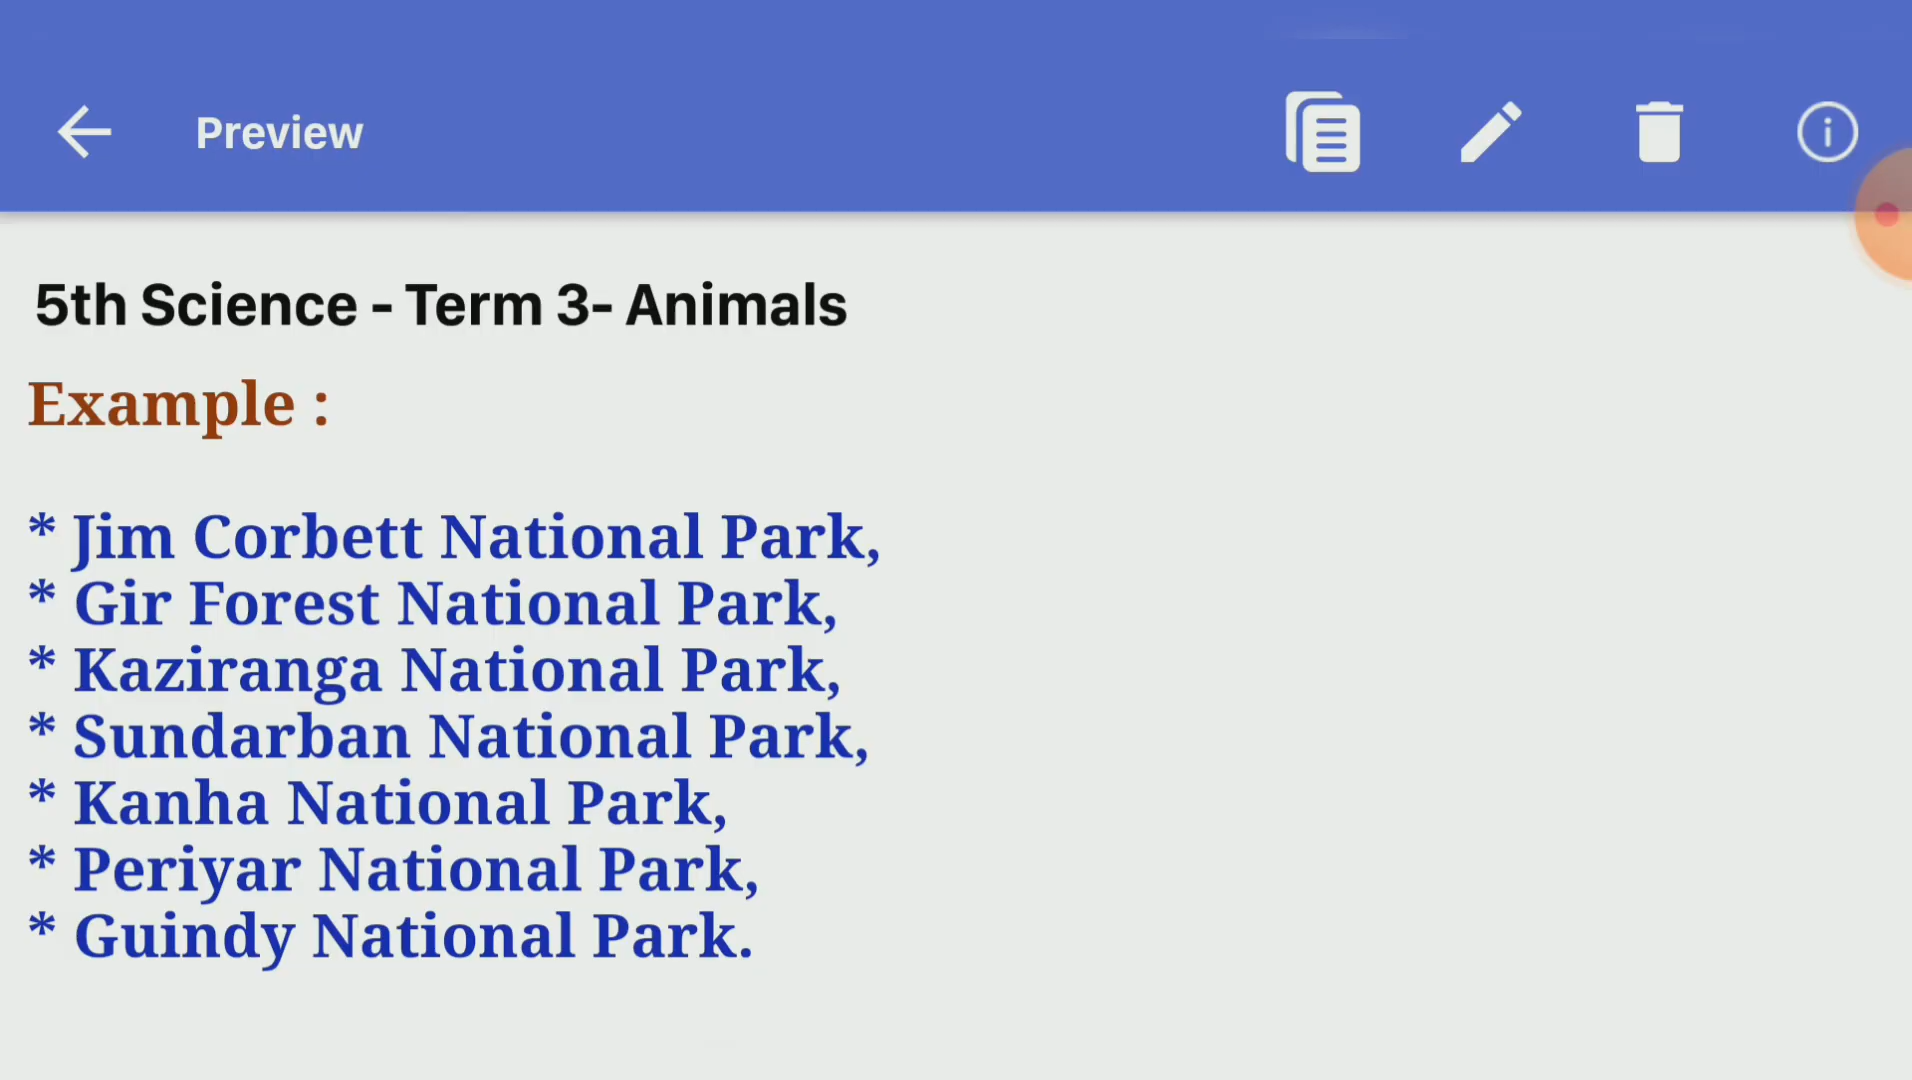 Preview
5th Science - Term 3- Animals
Example :
* Jim Corbett National Park,
* Gir Forest National Park,
* Kaziranga National Park,
* Sundarban National Park,
* Kanha National Park,
* Periyar National Park,
* Guindy National Park.